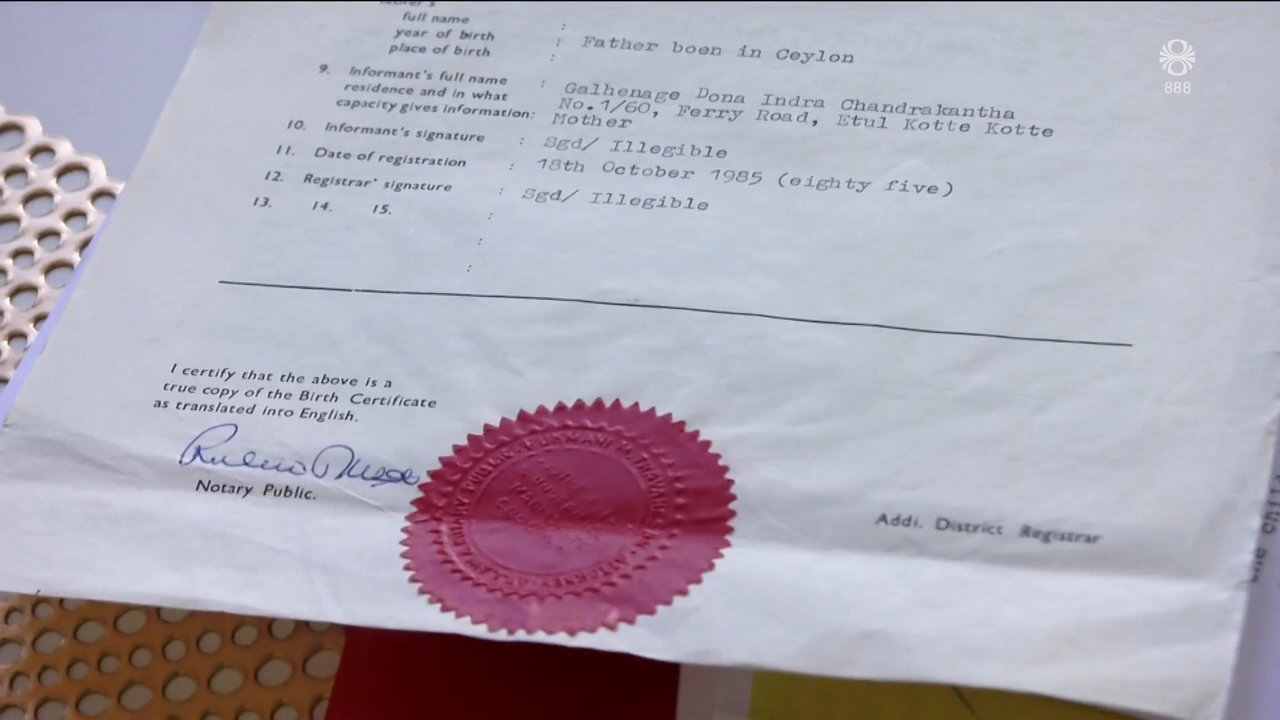 full name :
year of birth : Father boen in Ceylon
place of birth :
9. Informant's full name : Galhenage Dona Indra Chandrakantha
residence and in what No.1/60, Ferry Road, Etul Kotte Kotte
capacity gives information: Mother
10. Informant's signature : Sgd/ Illegible
11. Date of registration : 18th October 1985 (eighty five)
12. Registrar' signature : Sgd/ Illegible
13. 14. 15. :
:
:
I certify that the above is a
true copy of the Birth Certificate
as translated into English.
Notary Public.
Addi. District Registrar
888